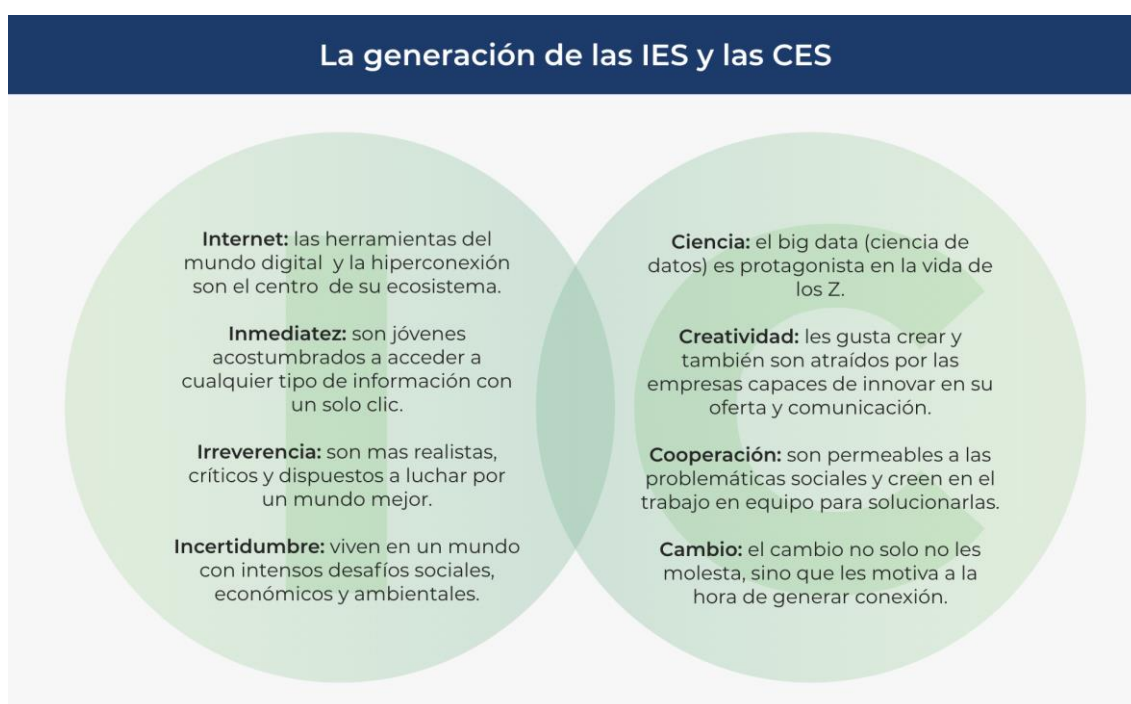 La generación de las IES y las CES
Internet: las herramientas del
mundo digital y la hiperconexión
son el centro de su ecosistema.
Inmediatez: son jóvenes
acostumbrados a acceder a
cualquier tipo de información con
un solo clic.
Irreverencia: son mas realistas,
críticos y dispuestos a luchar por
un mundo mejor.
Incertidumbre: viven en un mundo
con intensos desafíos sociales,
económicos y ambientales.
Ciencia: el big data (ciencia de
datos) es protagonista en la vida de
los Z.
Creatividad: les gusta crear y
también son atraídos por las
empresas capaces de innovar en su
oferta y comunicación.
Cooperación: son permeables a las
problemáticas sociales y creen en el
trabajo en equipo para solucionarlas.
Cambio: el cambio no solo no les
molesta, sino que les motiva a la
hora de generar conexión.
I
C